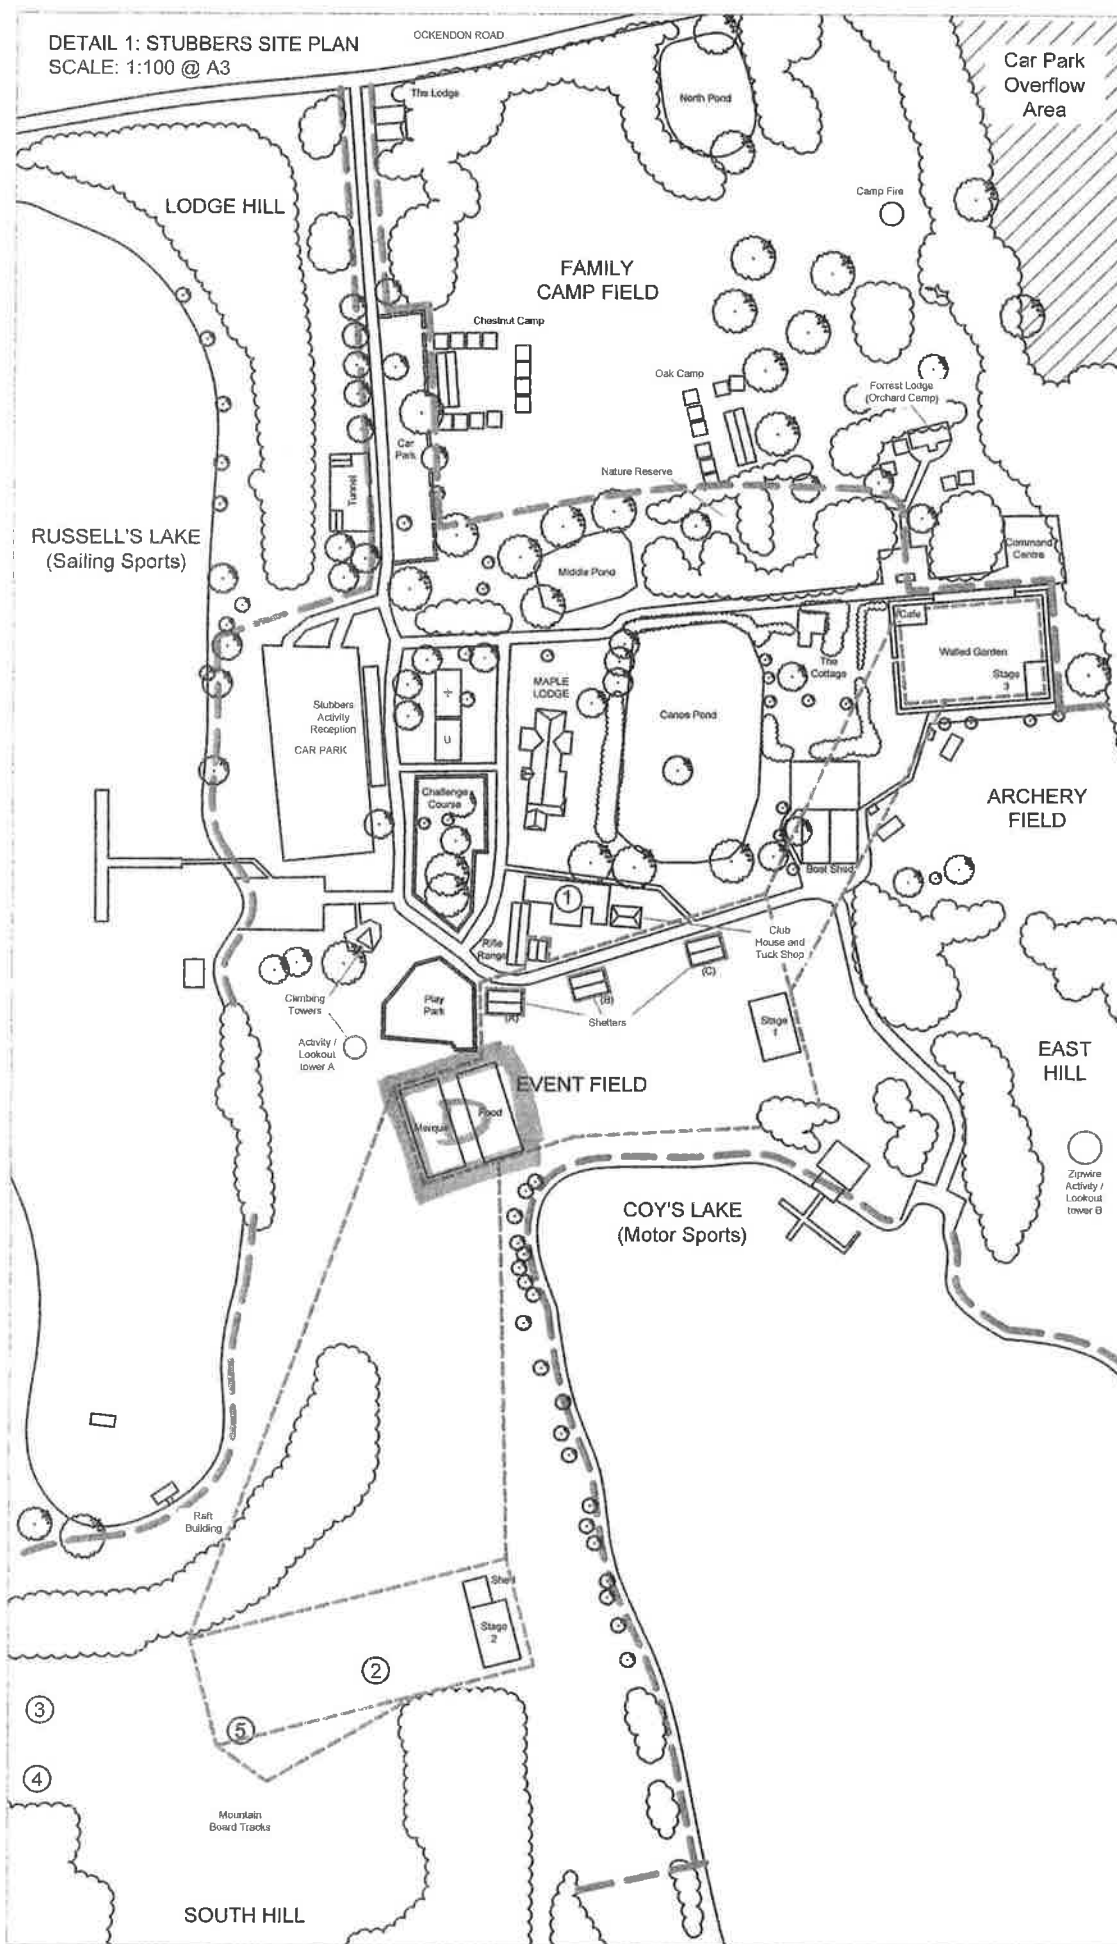 DETAIL 1: STUBBERS SITE PLAN
SCALE: 1:100 @ A3
OCKENDON ROAD
Car Park
Overflow
Area
The Lodge
North Pond
LODGE HILL
Camp Fire
FAMILY
CAMP FIELD
Chestnut Camp
Oak Camp
Forrest Lodge
(Orchard Camp)
Car
Park
Tunnel
Nature Reserve
RUSSELL'S LAKE
(Sailing Sports)
Middle Pond
Command
Centre
Cafe
Walled Garden
Stage
3
The
Cottage
MAPLE
LODGE
Canoe Pond
Stubbers
Activity
Reception
CAR PARK
Challenge
Course
ARCHERY
FIELD
Boat Shed
1
Rifle
Range
Club
House and
Tuck Shop
(C)
(B)
(A)
Shelters
Climbing
Towers
Play
Park
Activity /
Lookout
tower A
Stage
1
EAST
HILL
EVENT FIELD
Food
Zipwire
Activity /
Lookout
tower B
COY'S LAKE
(Motor Sports)
Raft
Building
Shed
Stage
2
2
3
5
4
Mountain
Board Tracks
SOUTH HILL